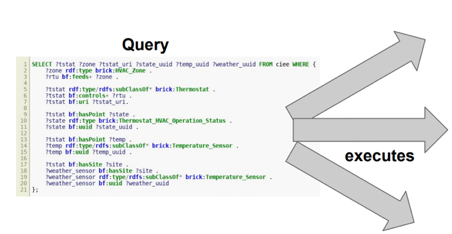 Query
1 SELECT ?tstat ?zone ?tstat_uri ?state_uuid ?temp_uuid ?weather_uuid FROM ciee WHERE {
2 ?zone rdf:type brick:HVAC_Zone .
3 ?rtu bf:feeds+ ?zone .
4
5 ?tstat rdf:type/rdfs:subClassOf* brick:Thermostat .
6 ?tstat bf:controls+ ?rtu .
7 ?tstat bf:uri ?tstat_uri.
8
9 ?tstat bf:hasPoint ?state .
10 ?state rdf:type brick:Thermostat_HVAC_Operation_Status .
11 ?state bf:uuid ?state_uuid .
12
13 ?tstat bf:hasPoint ?temp .
14 ?temp rdf:type/rdfs:subClassOf* brick:Temperature_Sensor .
15 ?temp bf:uuid ?temp_uuid .
16
17 ?tstat bf:hasSite ?site .
18 ?weather_sensor bf:hasSite ?site .
19 ?weather_sensor rdf:type/rdfs:subClassOf* brick:Temperature_Sensor .
20 ?weather_sensor bf:uuid ?weather_uuid
21 };
executes